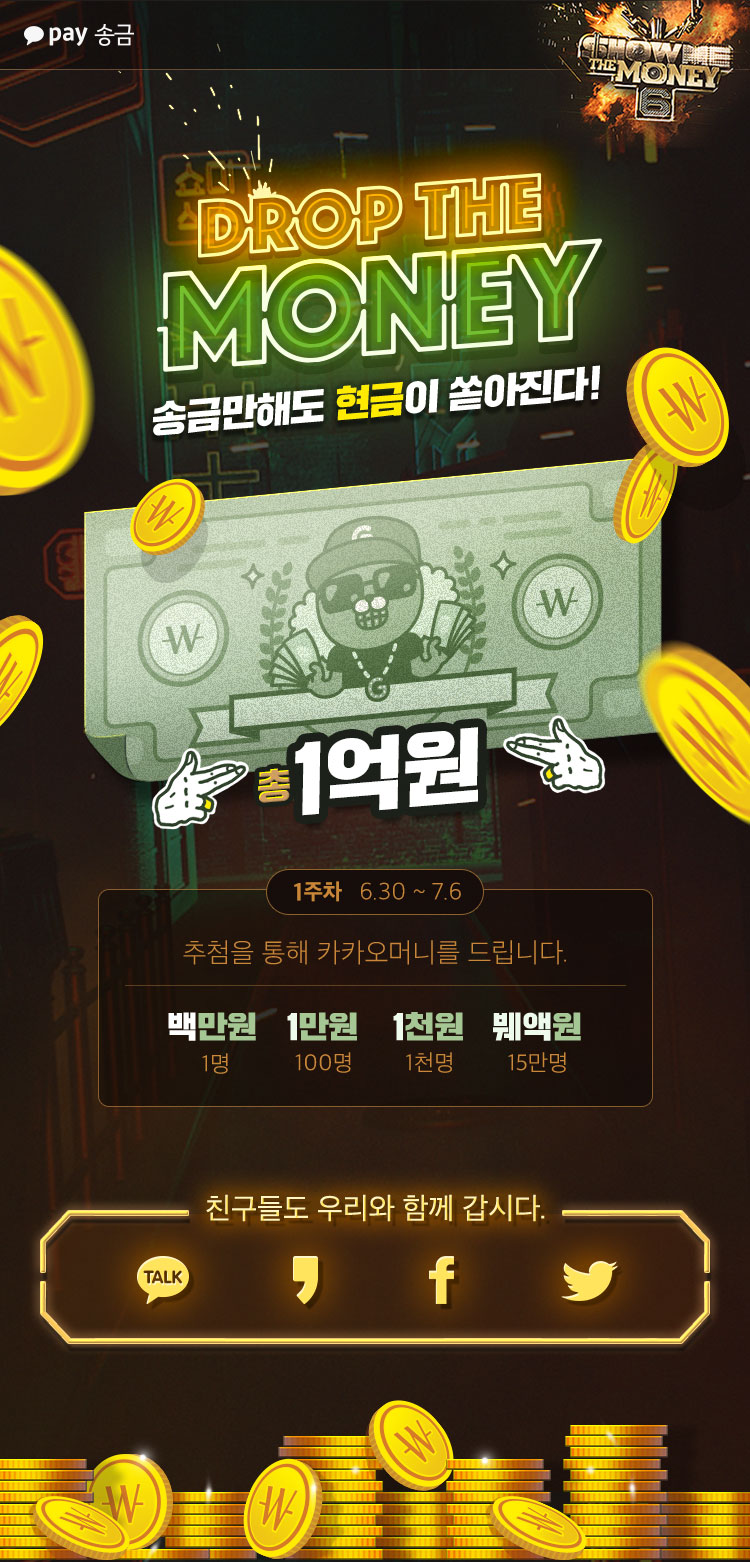 pay 송금
SHOW ME
THE MONEY
6
DROP THE
MONEY
송금만해도 현금이 쏟아진다!
G
W
W
W
G
총 1억원
1주차 6.30 ~ 7.6
추첨을 통해 카카오머니를 드립니다.
백만원 1만원 1천원 뭬액원
1명 100명 1천명 15만명
친구들도 우리와 함께 갑시다.
TALK